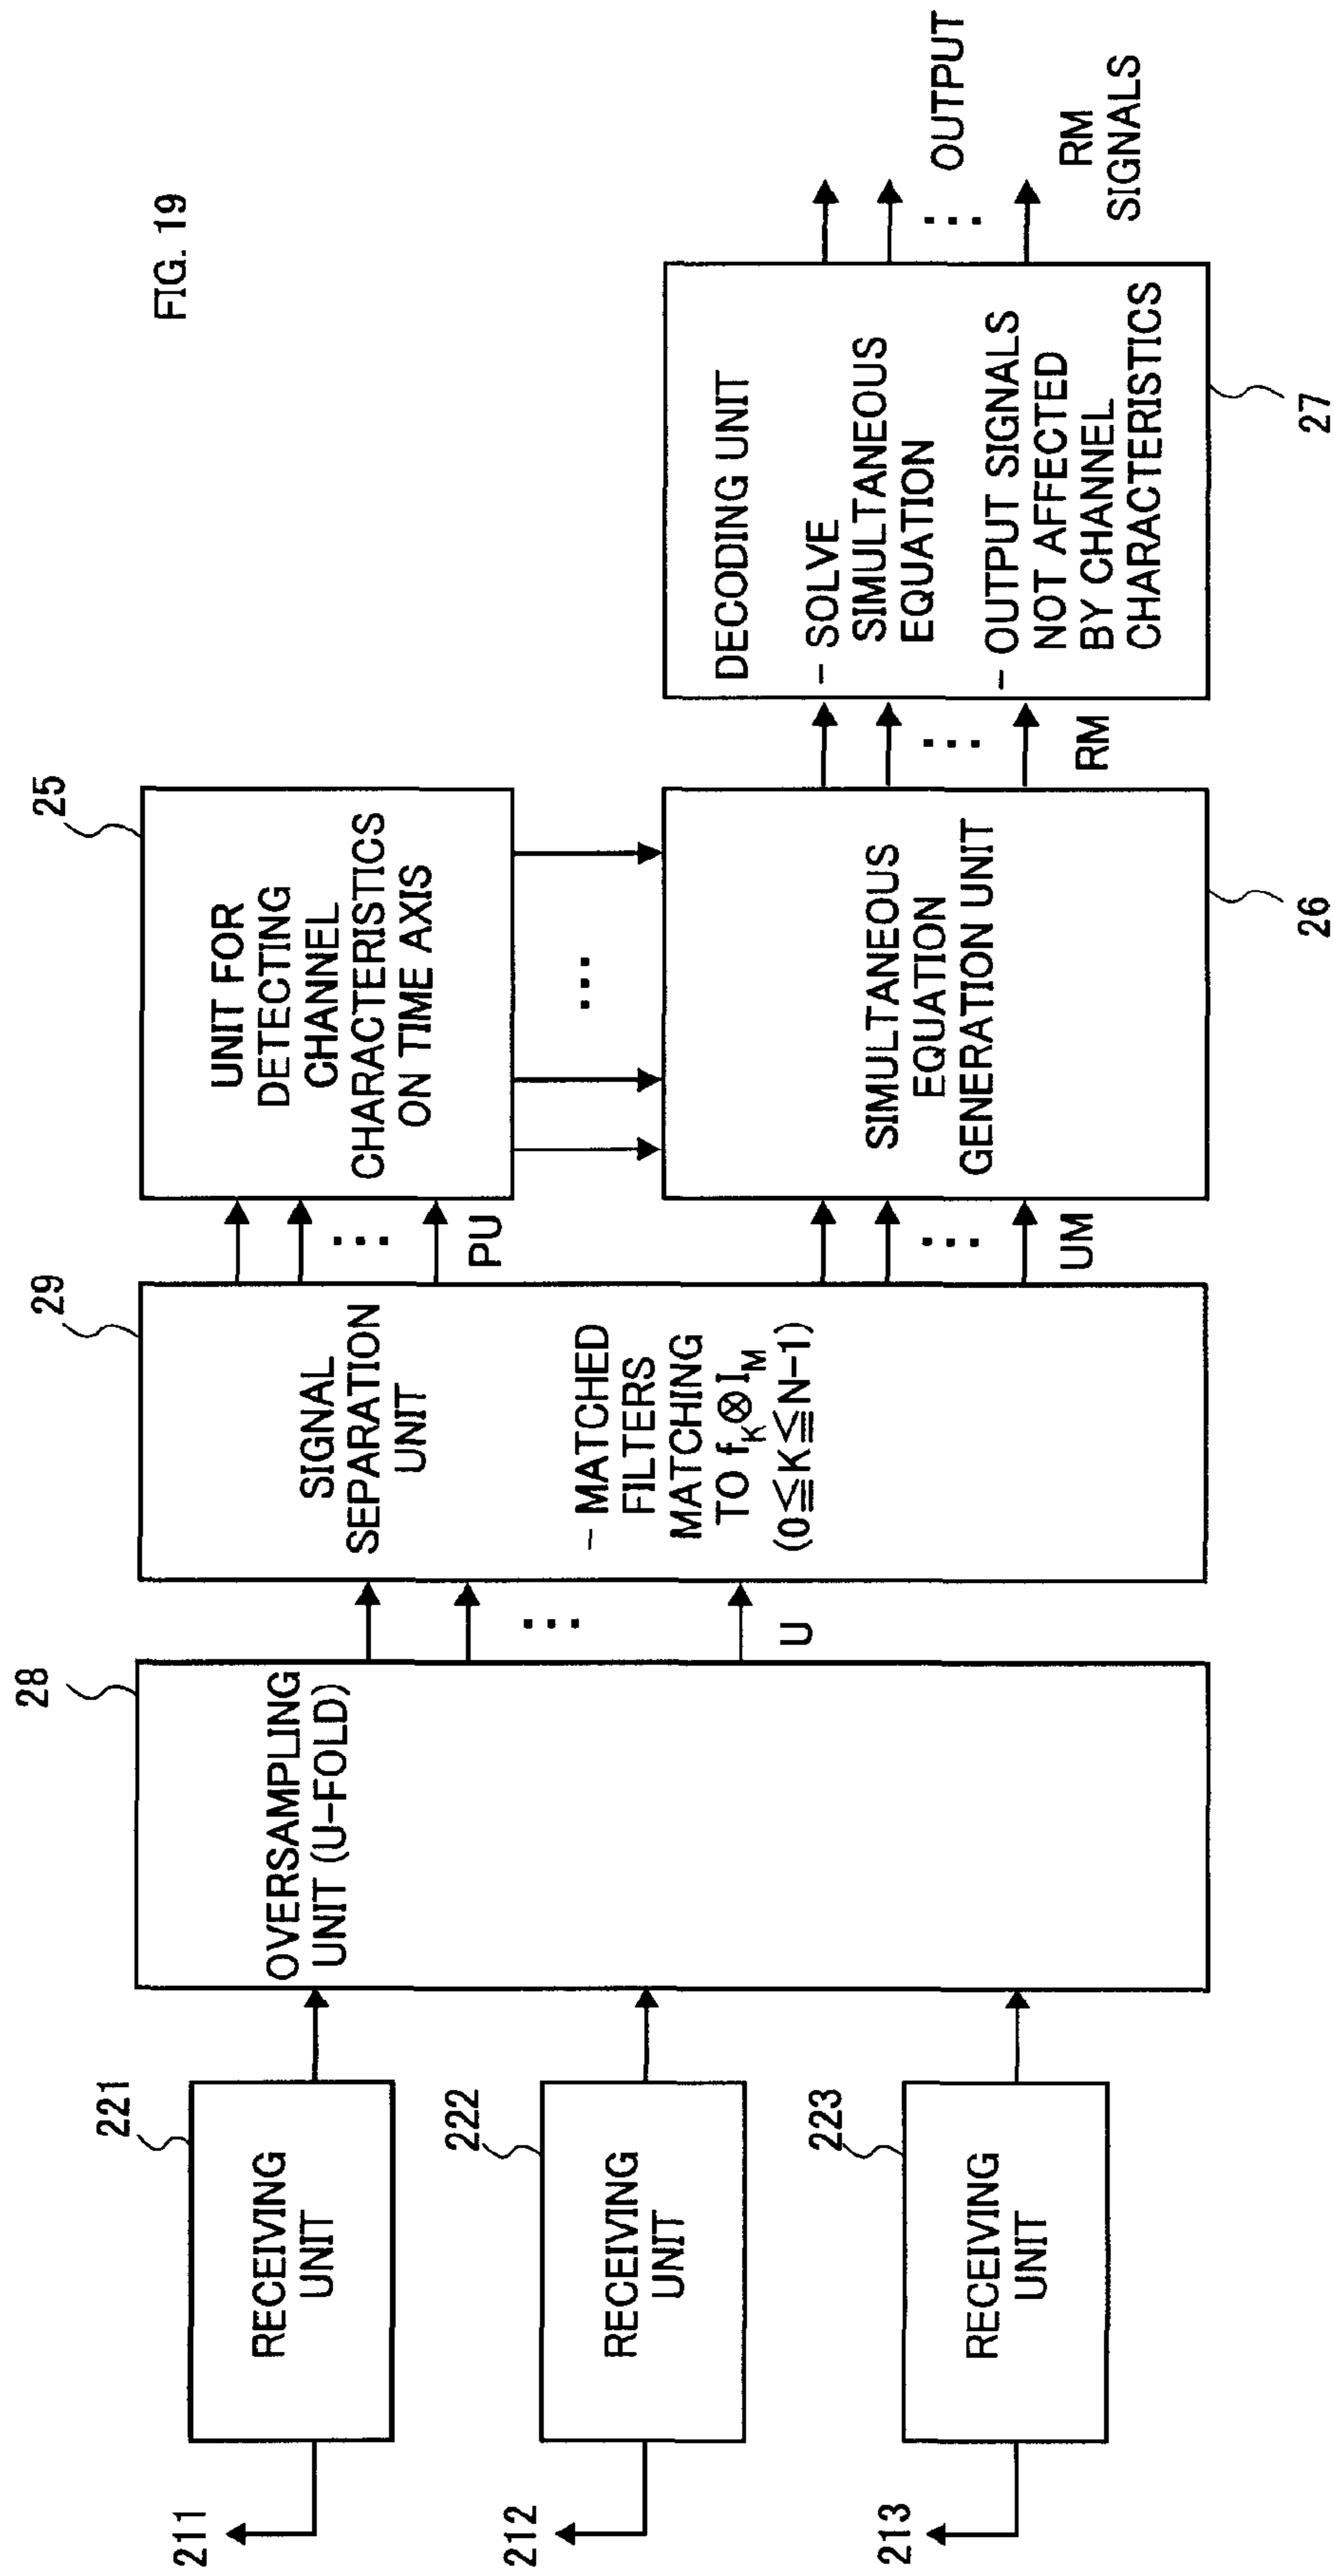 FIG. 19
211
221
RECEIVING
UNIT
212
222
RECEIVING
UNIT
213
223
RECEIVING
UNIT
28
OVERSAMPLING
UNIT (U-FOLD)
U
29
SIGNAL
SEPARATION
UNIT
- MATCHED
FILTERS
MATCHING
TO fK⊗IM
(0≦K≦N-1)
PU
UM
25
UNIT FOR
DETECTING
CHANNEL
CHARACTERISTICS
ON TIME AXIS
...
SIMULTANEOUS
EQUATION
GENERATION UNIT
26
RM
DECODING UNIT
- SOLVE
SIMULTANEOUS
EQUATION
- OUTPUT SIGNALS
NOT AFFECTED
BY CHANNEL
CHARACTERISTICS
27
OUTPUT
RM
SIGNALS